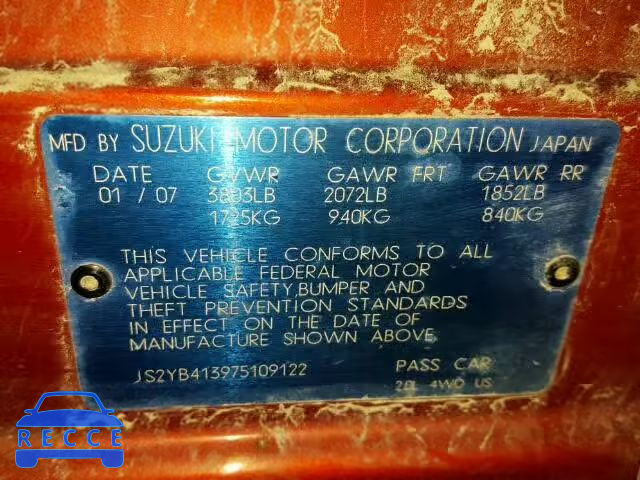 MFD BY SUZUKI MOTOR CORPORATION JAPAN
DATE GVWR GAWR FRT GAWR RR
01 / 07 3803LB 2072LB 1852LB
1725KG 940KG 840KG
THIS VEHICLE CONFORMS TO ALL
APPLICABLE FEDERAL MOTOR
VEHICLE SAFETY,BUMPER AND
THEFT PREVENTION STANDARDS
IN EFFECT ON THE DATE OF
MANUFACTURE SHOWN ABOVE.
JS2YB413975109122 PASS CAR
2.0L 4WD US
RECCE